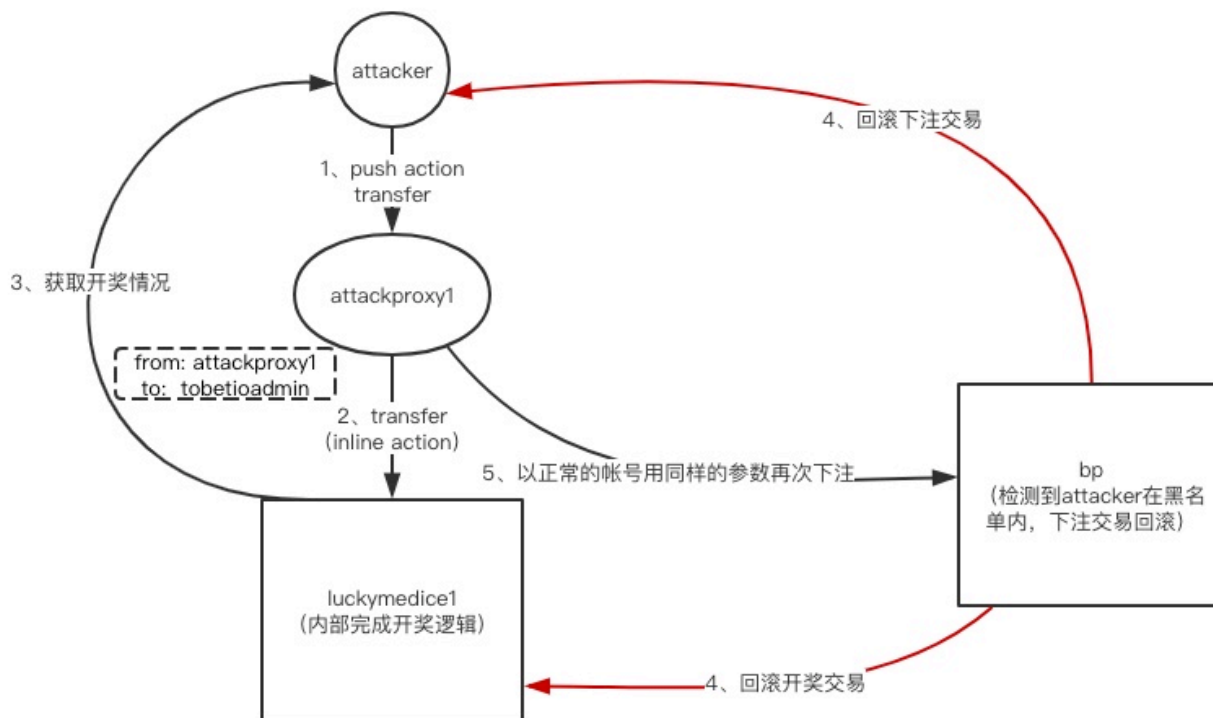 attacker
4、回滚下注交易
1、push action
transfer
3、获取开奖情况
attackproxy1
from: attackproxy1
to: tobetioadmin
2、transfer
(inline action)
5、以正常的帐号用同样的参数再次下注
bp
（检测到attacker在黑名
单内，下注交易回滚）
luckymedice1
（内部完成开奖逻辑）
4、回滚开奖交易